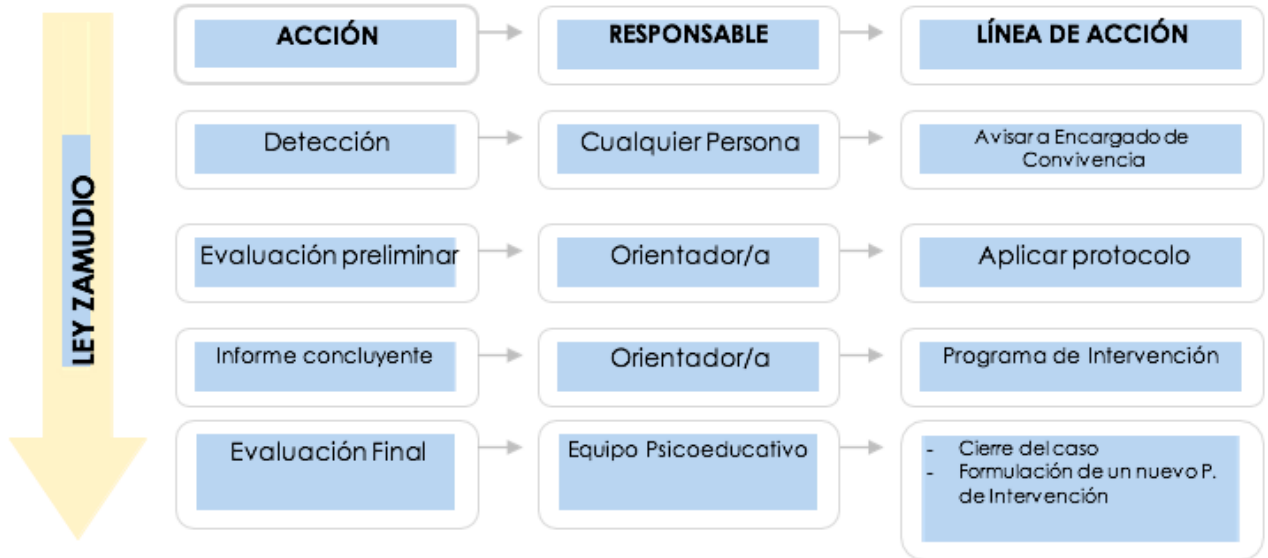 LEY ZAMUDIO
ACCIÓN
RESPONSABLE
LÍNEA DE ACCIÓN
Detección
Cualquier Persona
Avisar a Encargado de
Convivencia
Evaluación preliminar
Orientador/a
Aplicar protocolo
Informe concluyente
Orientador/a
Programa de Intervención
Evaluación Final
Equipo Psicoeducativo
- Cierre del caso
- Formulación de un nuevo P.
de Intervención